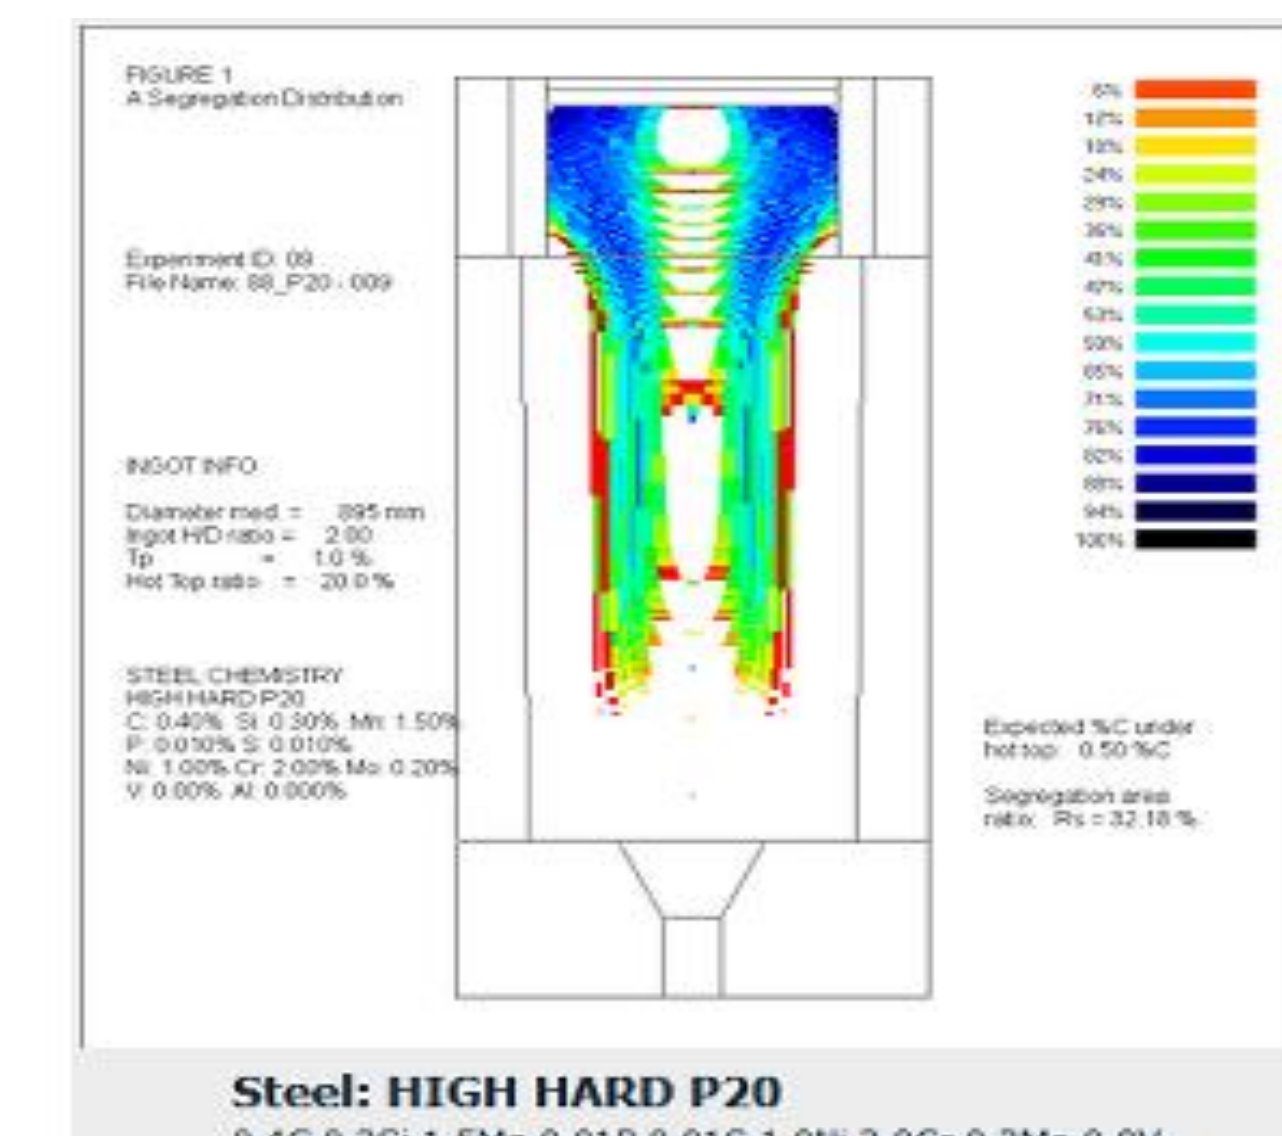 FIGURE 1
A Segregation Distribution
Experiment ID: 09
File Name: 88_P20 - 009
INGOT INFO
Diameter med. = 895 mm
Ingot H/D ratio = 2.00
Tp = 1.0 %
Hot Top ratio = 20.0 %
STEEL CHEMISTRY
HIGH HARD P20
C: 0.40% Si: 0.30% Mn: 1.50%
P: 0.010% S: 0.010%
Ni: 1.00% Cr: 2.00% Mo: 0.20%
V: 0.00% Al: 0.000%
6%
12%
18%
24%
29%
35%
41%
47%
53%
59%
65%
71%
76%
82%
88%
94%
100%
Expected %C under
hot top: 0.50 %C
Segregation area
ratio: Rs = 32.18 %
Steel: HIGH HARD P20